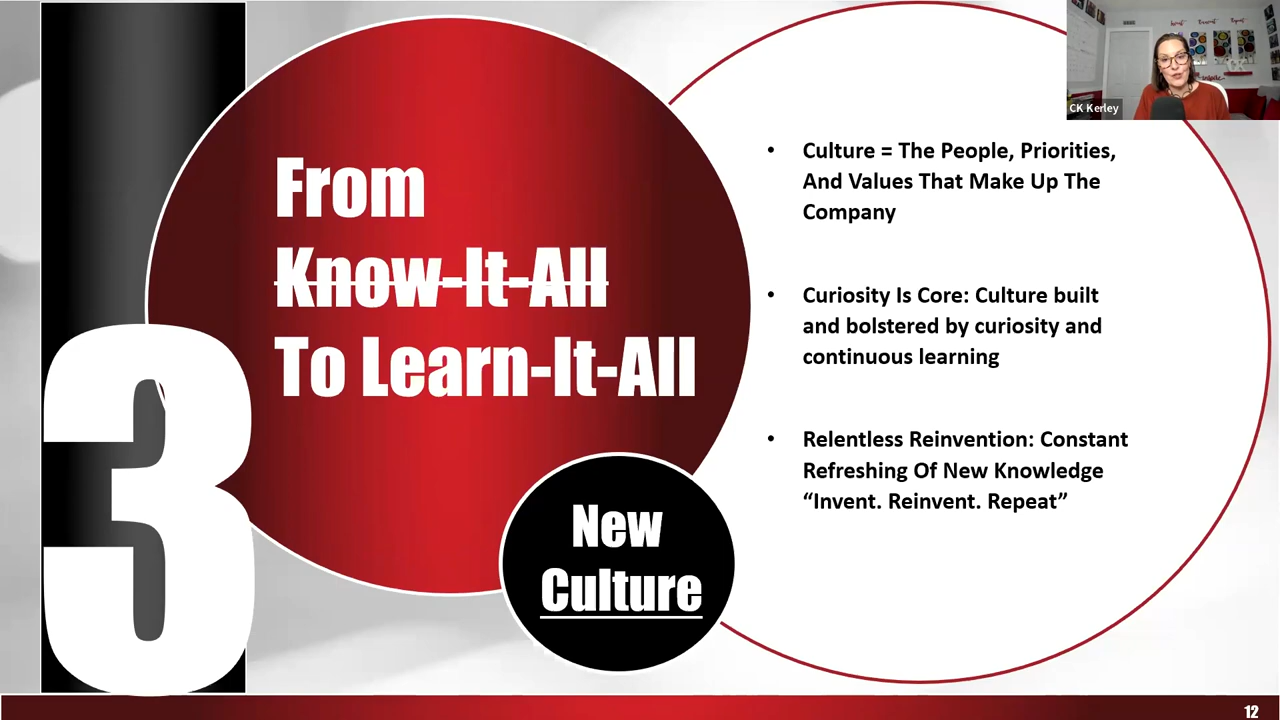 3
From
Know-It-All
To Learn-It-All
New
Culture
• Culture = The People, Priorities,
And Values That Make Up The
Company
• Curiosity Is Core: Culture built
and bolstered by curiosity and
continuous learning
• Relentless Reinvention: Constant
Refreshing Of New Knowledge
“Invent. Reinvent. Repeat”
CK Kerley
12